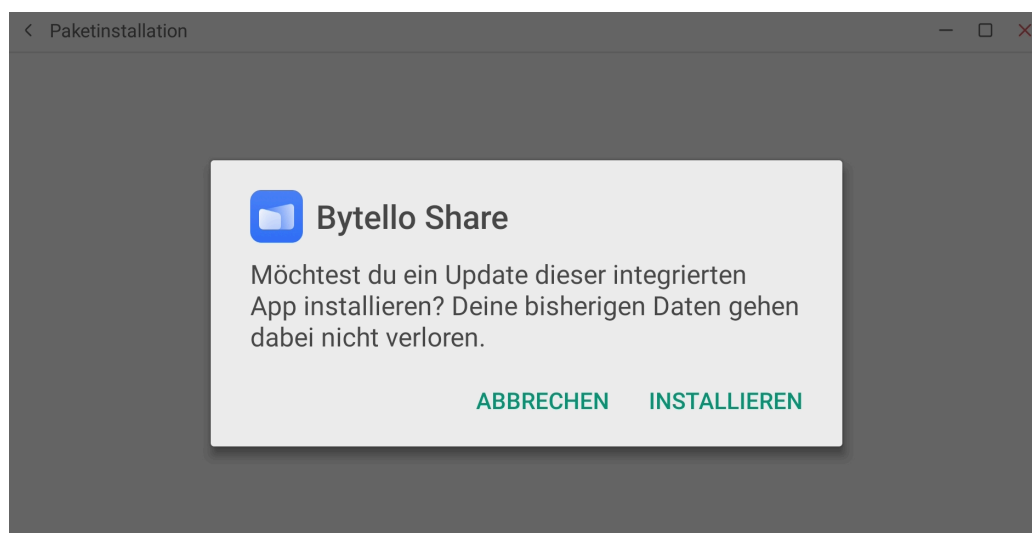 Paketinstallation
Bytello Share
Möchtest du ein Update dieser integrierten
App installieren? Deine bisherigen Daten gehen
dabei nicht verloren.
ABBRECHEN INSTALLIEREN